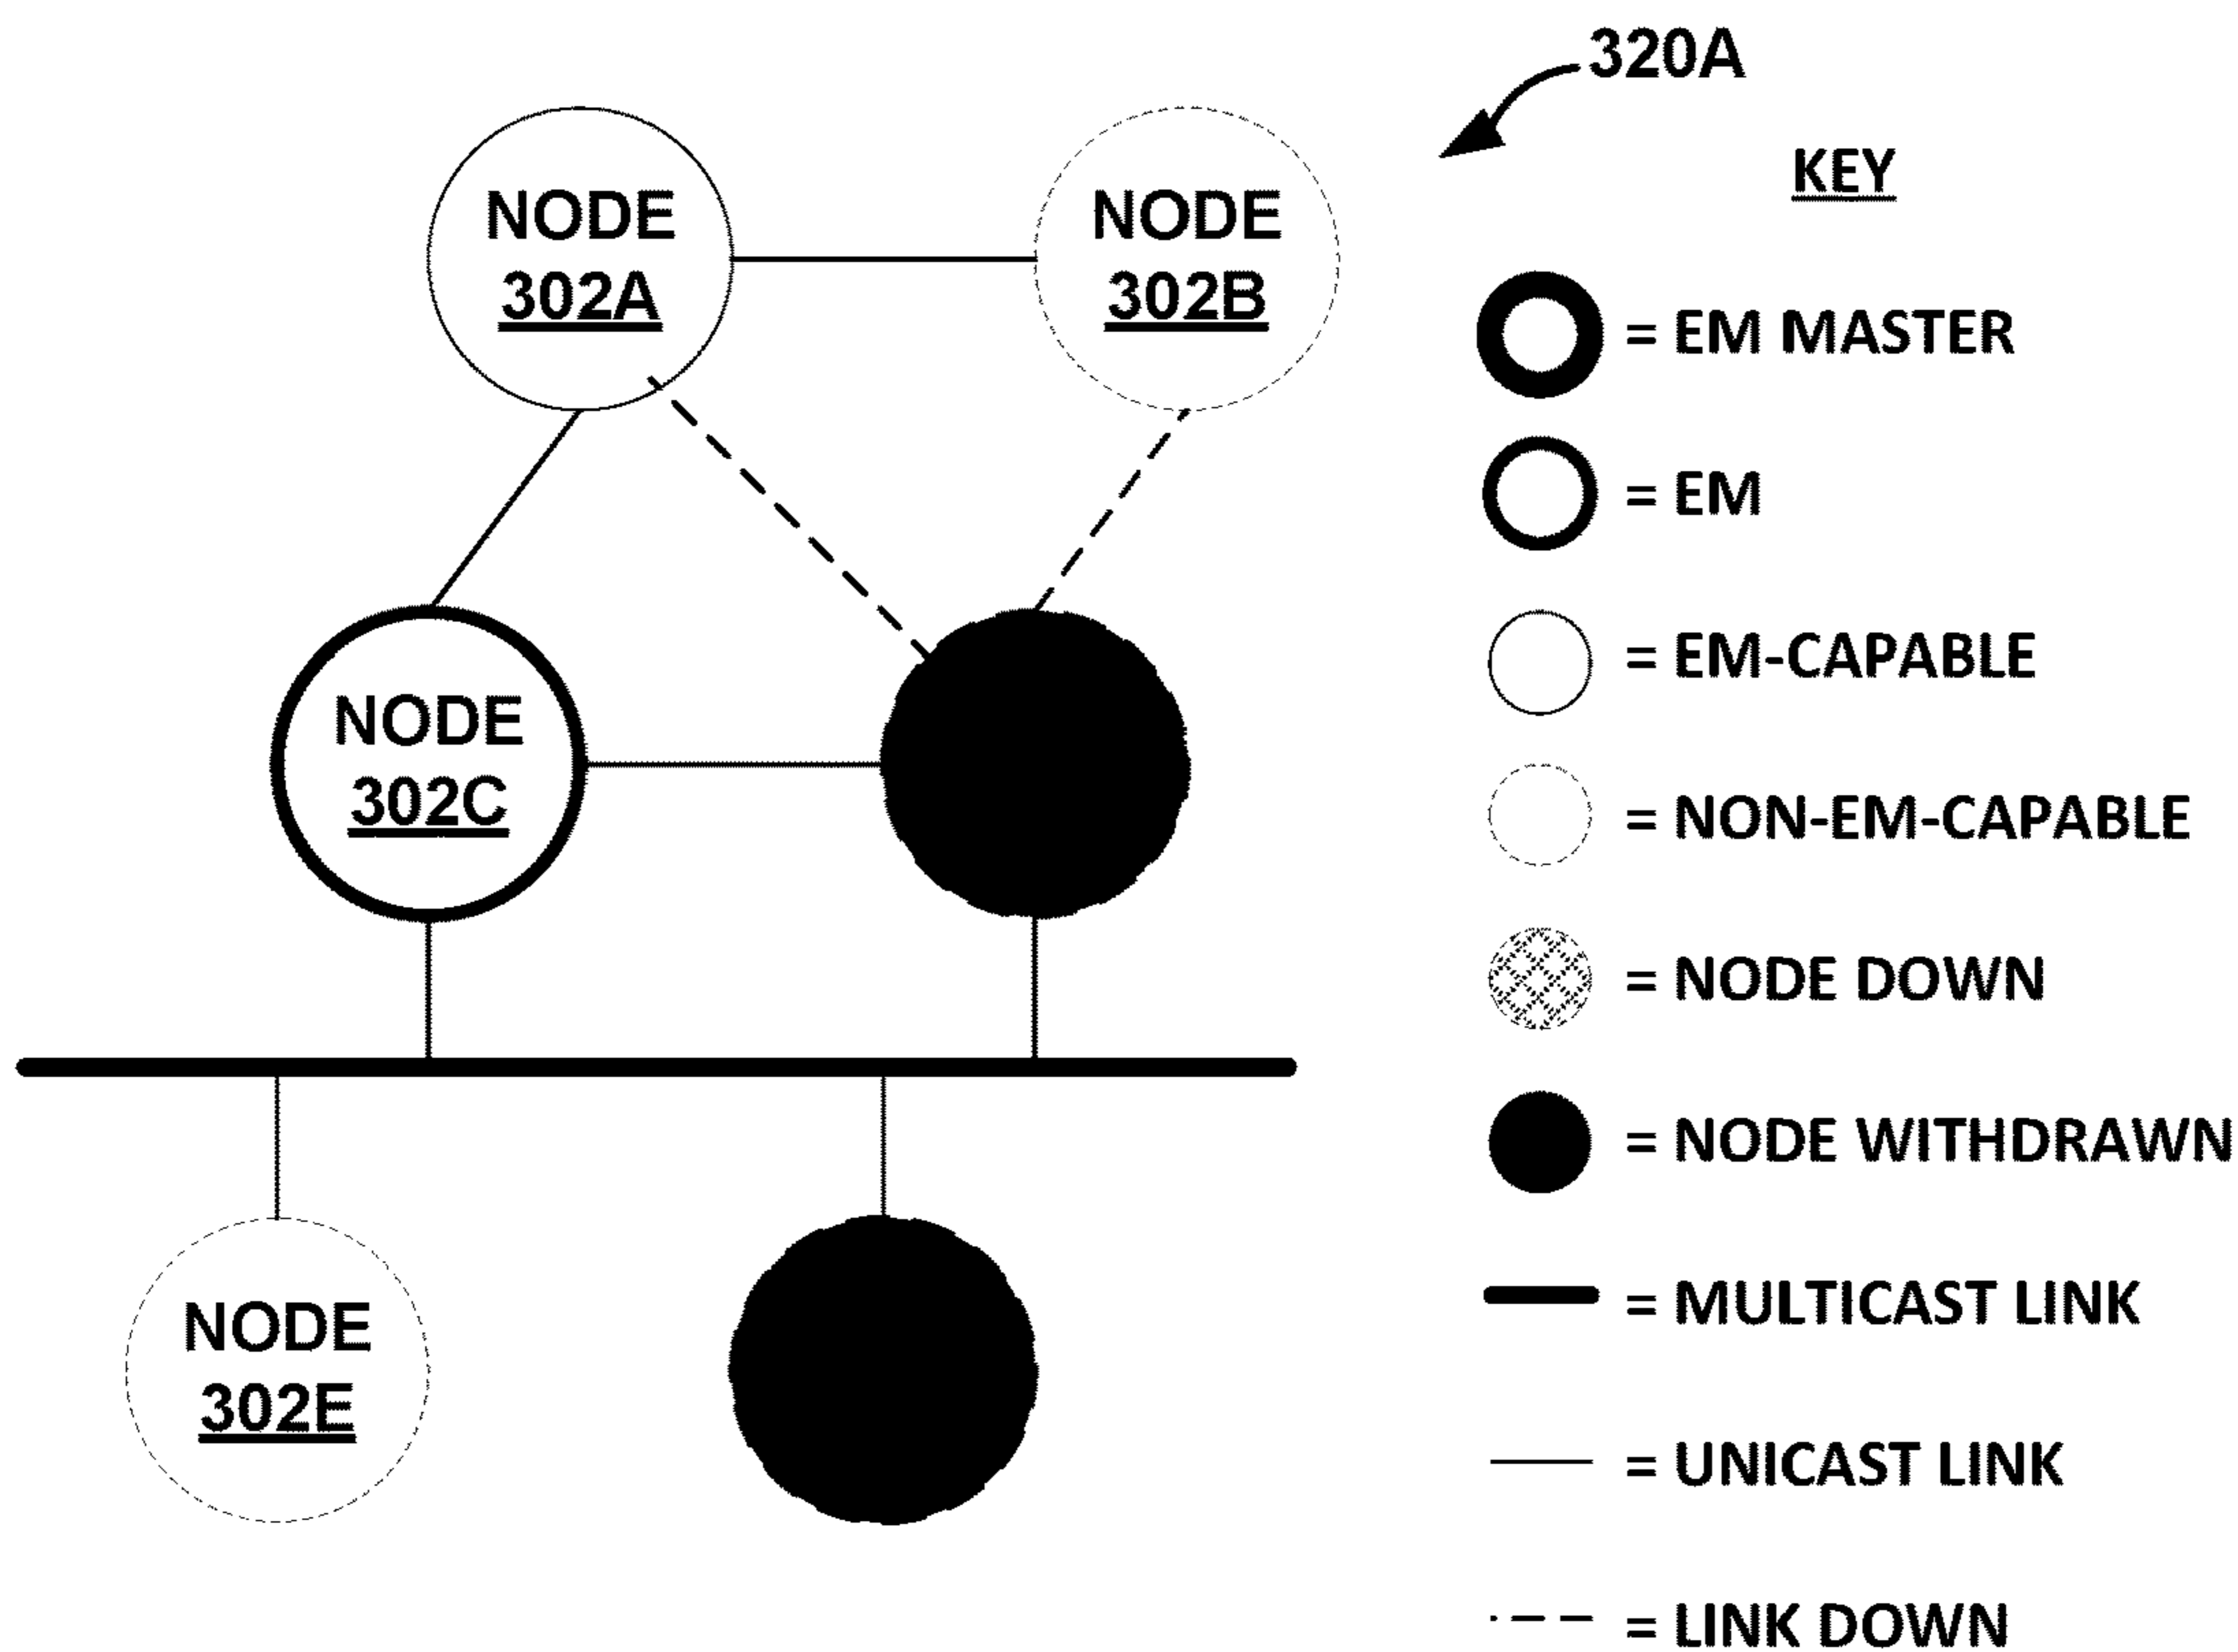 320A
NODE
302A
NODE
302B
NODE
302C
NODE
302E
KEY
= EM MASTER
= EM
= EM-CAPABLE
= NON-EM-CAPABLE
= NODE DOWN
= NODE WITHDRAWN
= MULTICAST LINK
= UNICAST LINK
= LINK DOWN